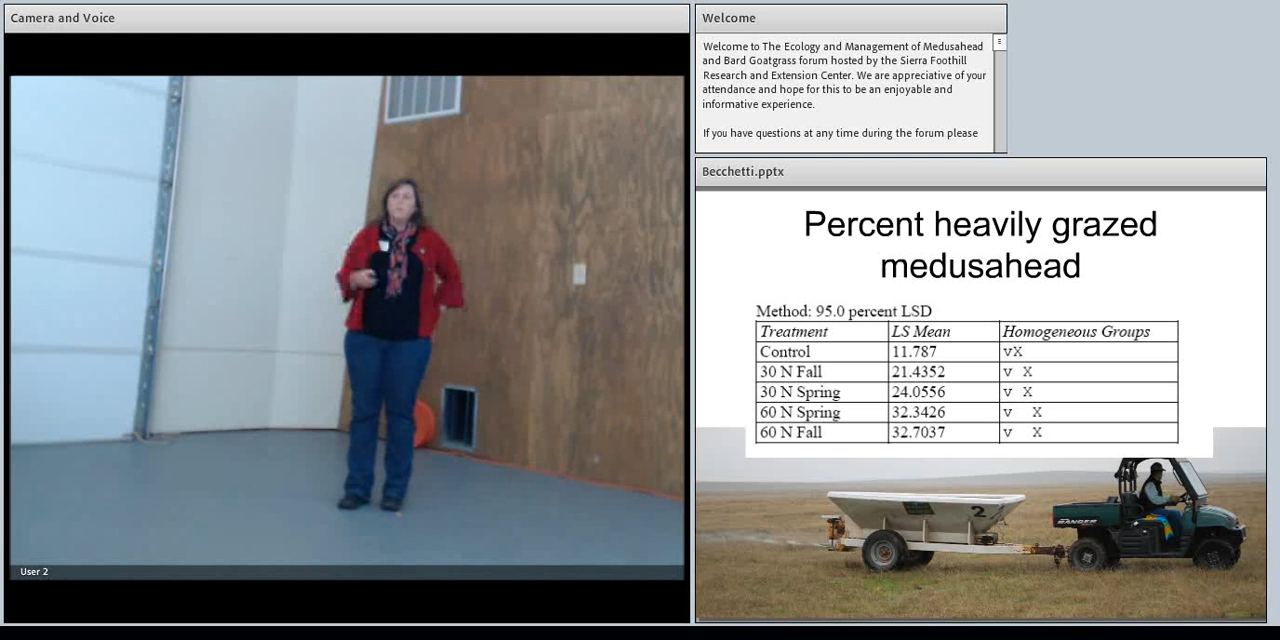 Camera and Voice
User 2
Welcome
Welcome to The Ecology and Management of Medusahead
and Bard Goatgrass forum hosted by the Sierra Foothill
Research and Extension Center. We are appreciative of your
attendance and hope for this to be an enjoyable and
informative experience.
If you have questions at any time during the forum please
Becchetti.pptx
Percent heavily grazed
medusahead
Method: 95.0 percent LSD
Treatment LS Mean Homogeneous Groups
Control 11.787 vX
30 N Fall 21.4352 v X
30 N Spring 24.0556 v X
60 N Spring 32.3426 v X
60 N Fall 32.7037 v X
2
RANGER